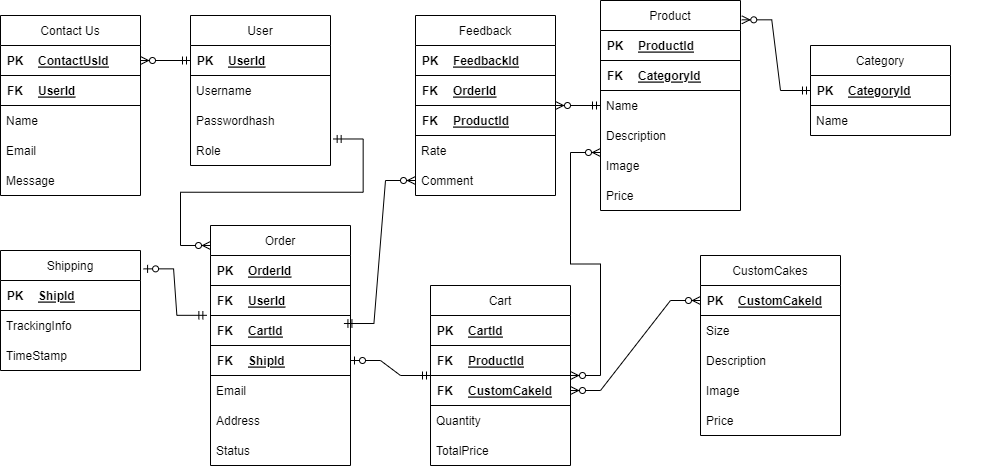 Contact Us
PK ContactUsId
FK UserId
Name
Email
Message
User
PK UserId
Username
Passwordhash
Role
Feedback
PK FeedbackId
FK OrderId
FK ProductId
Rate
Comment
Product
PK ProductId
FK CategoryId
Name
Description
Image
Price
Category
PK CategoryId
Name
Shipping
PK ShipId
TrackingInfo
TimeStamp
Order
PK OrderId
FK UserId
FK CartId
FK ShipId
Email
Address
Status
Cart
PK CartId
FK ProductId
FK CustomCakeId
Quantity
TotalPrice
CustomCakes
PK CustomCakeId
Size
Description
Image
Price